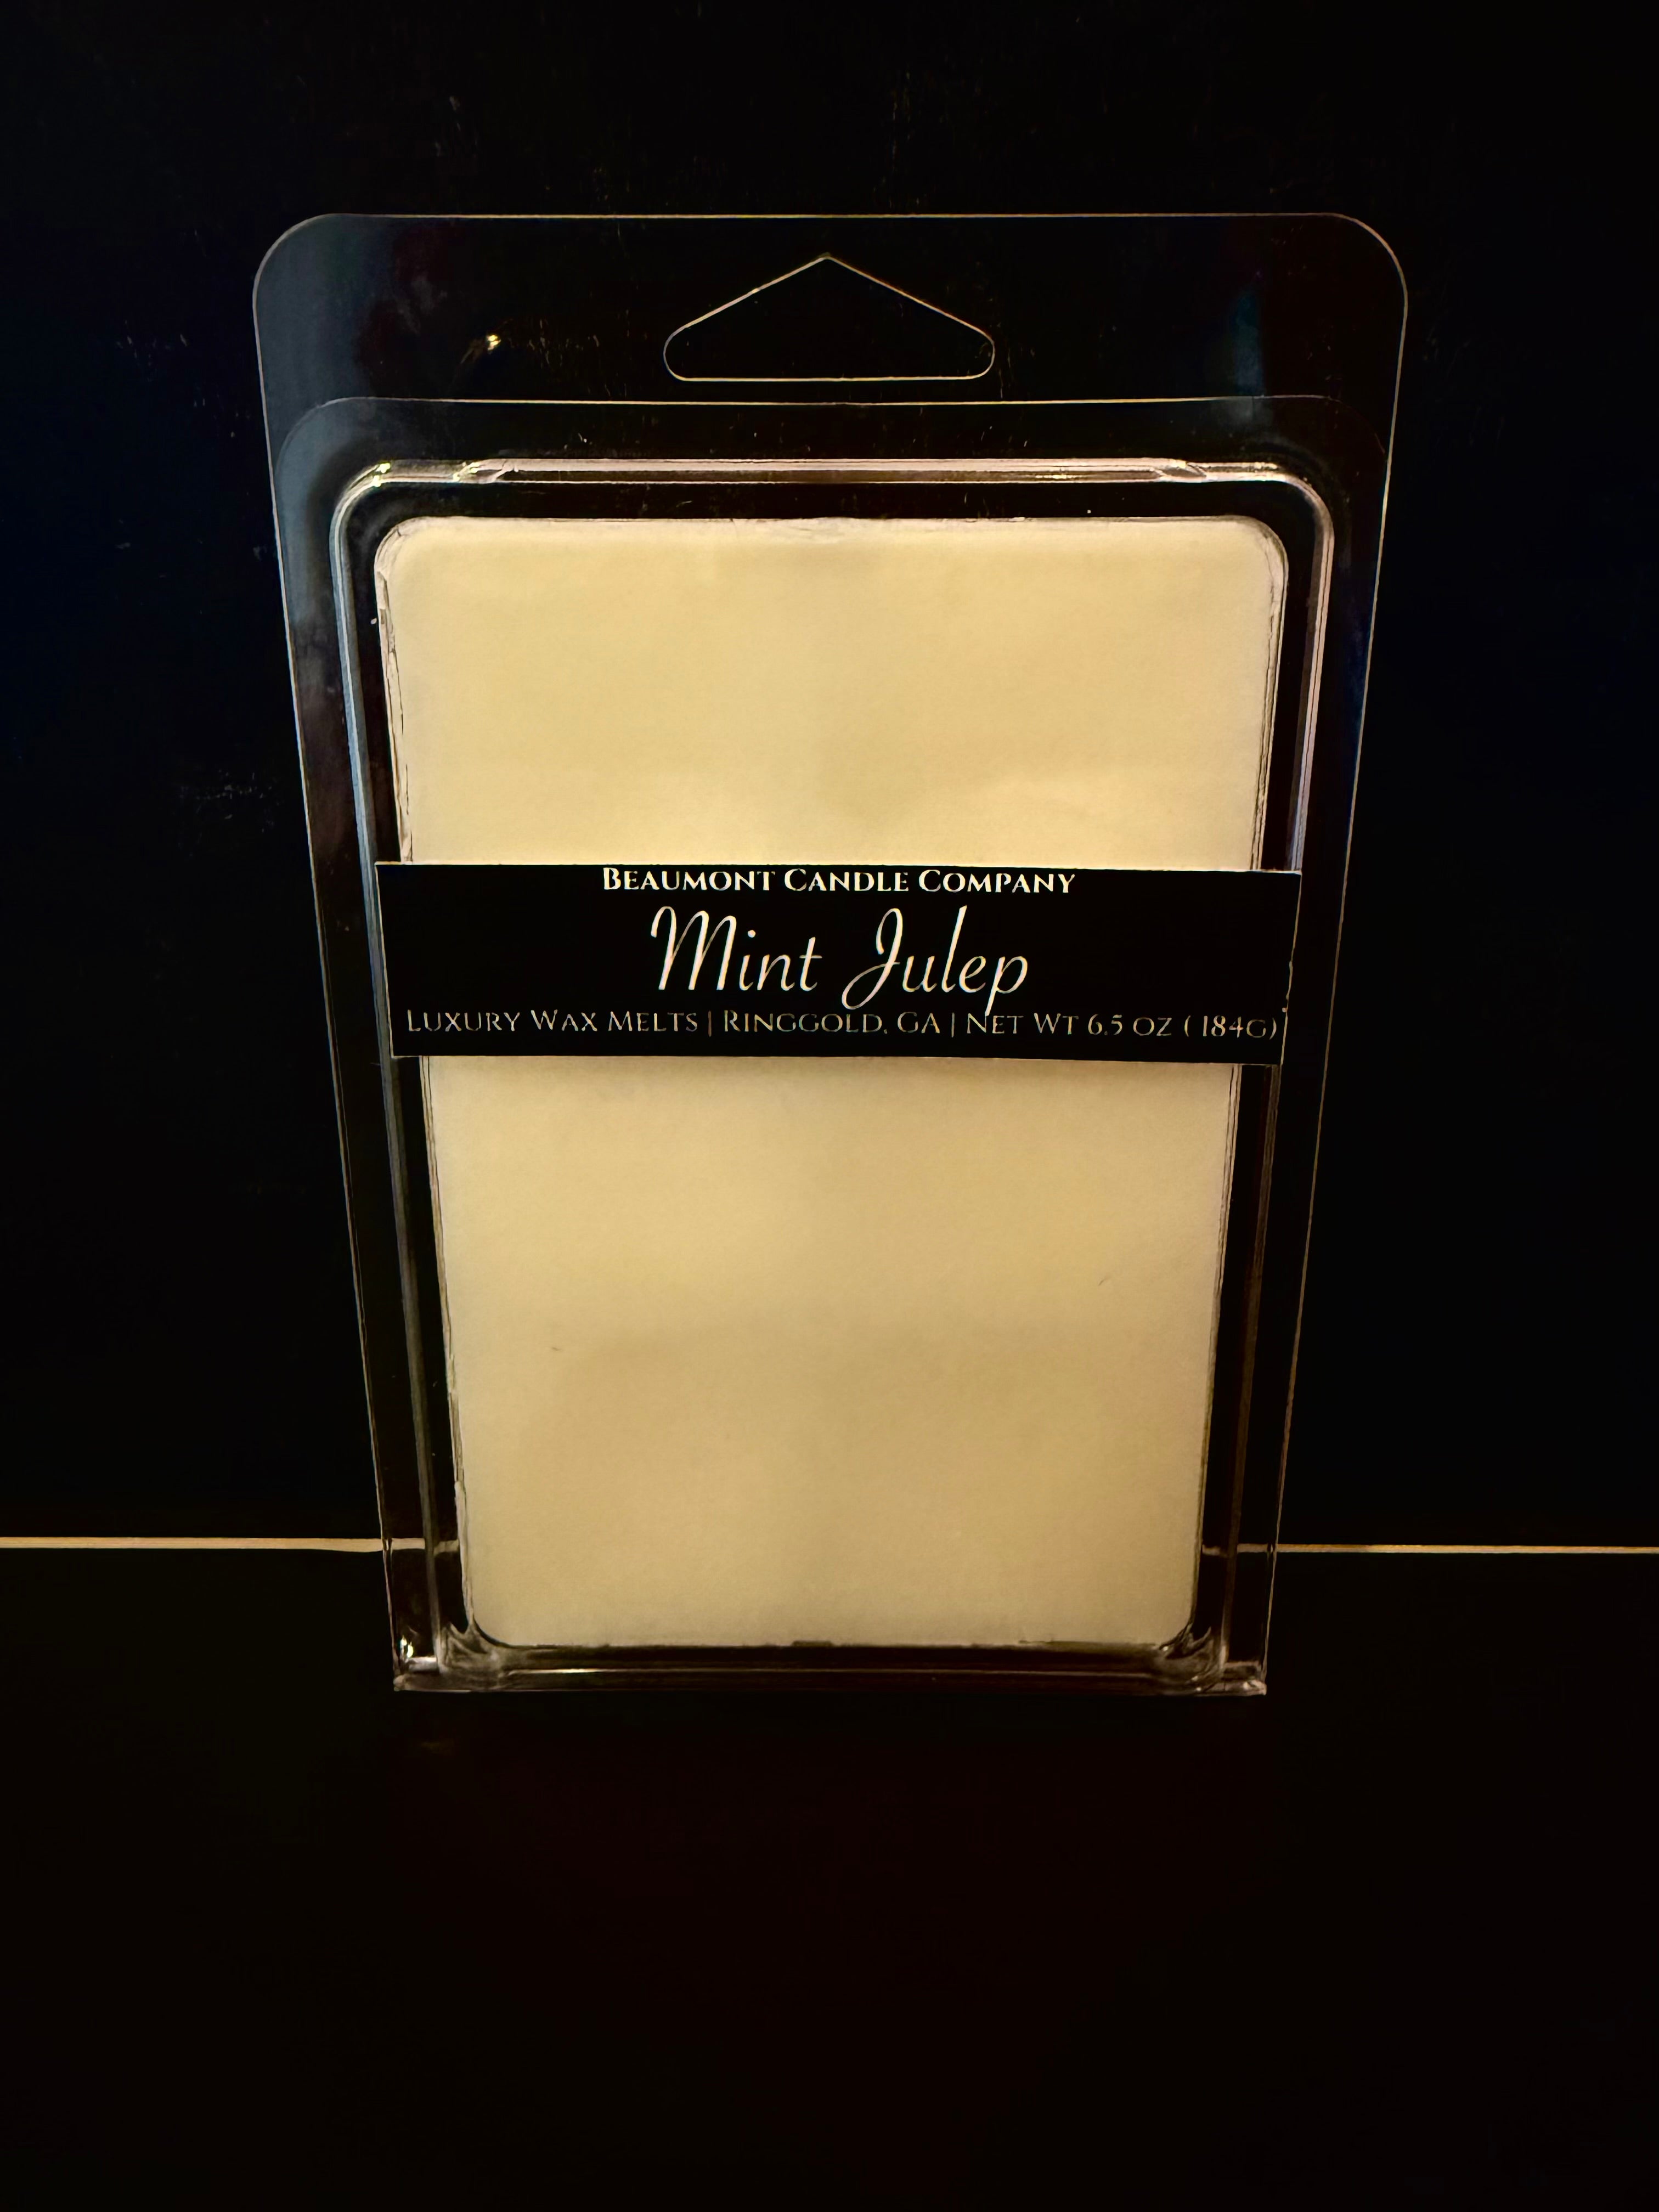 Beaumont Candle Company
Mint Julep
Luxury Wax Melts | Ringgold, GA | Net Wt 6.5 oz ( 184g)